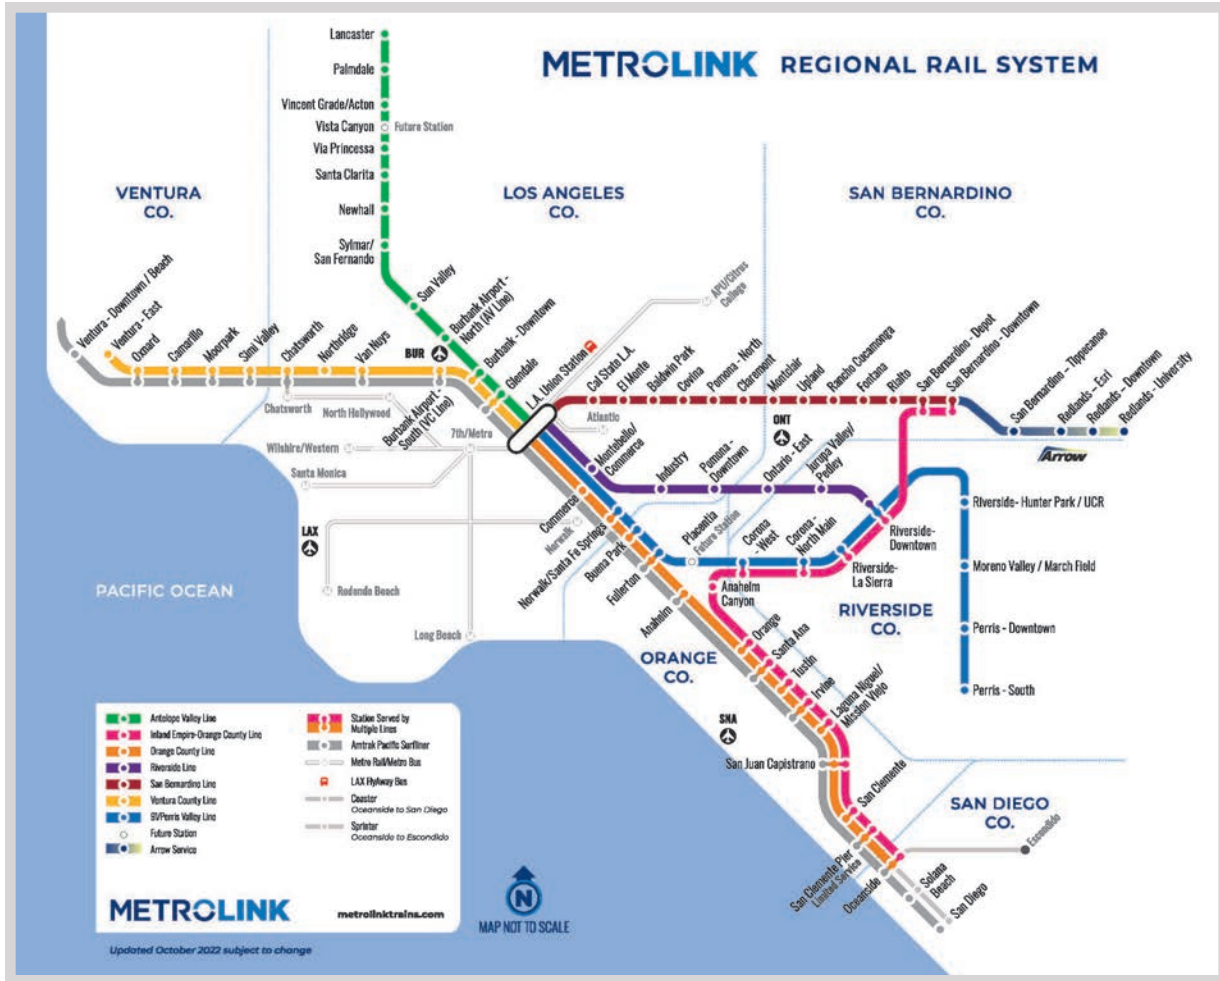 METROLINK REGIONAL RAIL SYSTEM
Lancaster
Palmdale
Vincent Grade/Acton
Vista Canyon
Future Station
Via Princessa
Santa Clarita
Newhall
Sylmar/
San Fernando
VENTURA
CO.
LOS ANGELES
CO.
SAN BERNARDINO
CO.
Sun Valley
Burbank Airport -
North (AV Line)
Burbank - Downtown
Glendale
L.A. Union Station
APU/Citrus
College
Ventura - Downtown / Beach
Ventura - East
Oxnard
Camarillo
Moorpark
Simi Valley
Chatsworth
Northridge
Van Nuys
BUR
Burbank Airport -
South (VC Line)
Chatsworth
North Hollywood
Wilshire/Western
7th/Metro
Santa Monica
Atlantic
LAX
Norwalk
Redondo Beach
Long Beach
Cal State L.A.
El Monte
Baldwin Park
Covina
Pomona - North
Claremont
Montclair
Upland
Rancho Cucamonga
Fontana
Rialto
San Bernardino - Depot
San Bernardino - Downtown
San Bernardino - Tippecanoe
Redlands - Esri
Redlands - Downtown
Redlands - University
ONT
ARROW
Montebello/
Commerce
Industry
Pomona -
Downtown
Ontario - East
Jurupa Valley/
Pedley
Commerce
Norwalk/Santa Fe Springs
Buena Park
Fullerton
Anaheim
Placentia
Future Station
Corona
- West
Corona -
North Main
Riverside-
La Sierra
Riverside-
Downtown
Riverside- Hunter Park / UCR
Moreno Valley / March Field
Perris - Downtown
Perris - South
Anaheim
Canyon
RIVERSIDE
CO.
ORANGE
CO.
PACIFIC OCEAN
Orange
Santa Ana
Tustin
Irvine
Laguna Niguel/
Mission Viejo
SNA
San Juan Capistrano
San Clemente
SAN DIEGO
CO.
San Clemente Pier
Limited Service
Oceanside
Solana
Beach
San Diego
Escondido
Antelope Valley Line
Inland Empire-Orange County Line
Orange County Line
Riverside Line
San Bernardino Line
Ventura County Line
91/Perris Valley Line
Future Station
Arrow Service
Station Served by
Multiple Lines
Amtrak Pacific Surfliner
Metro Rail/Metro Bus
LAX FlyAway Bus
Coaster
Oceanside to San Diego
Sprinter
Oceanside to Escondido
METROLINK
metrolinktrains.com
N
MAP NOT TO SCALE
Updated October 2022 subject to change